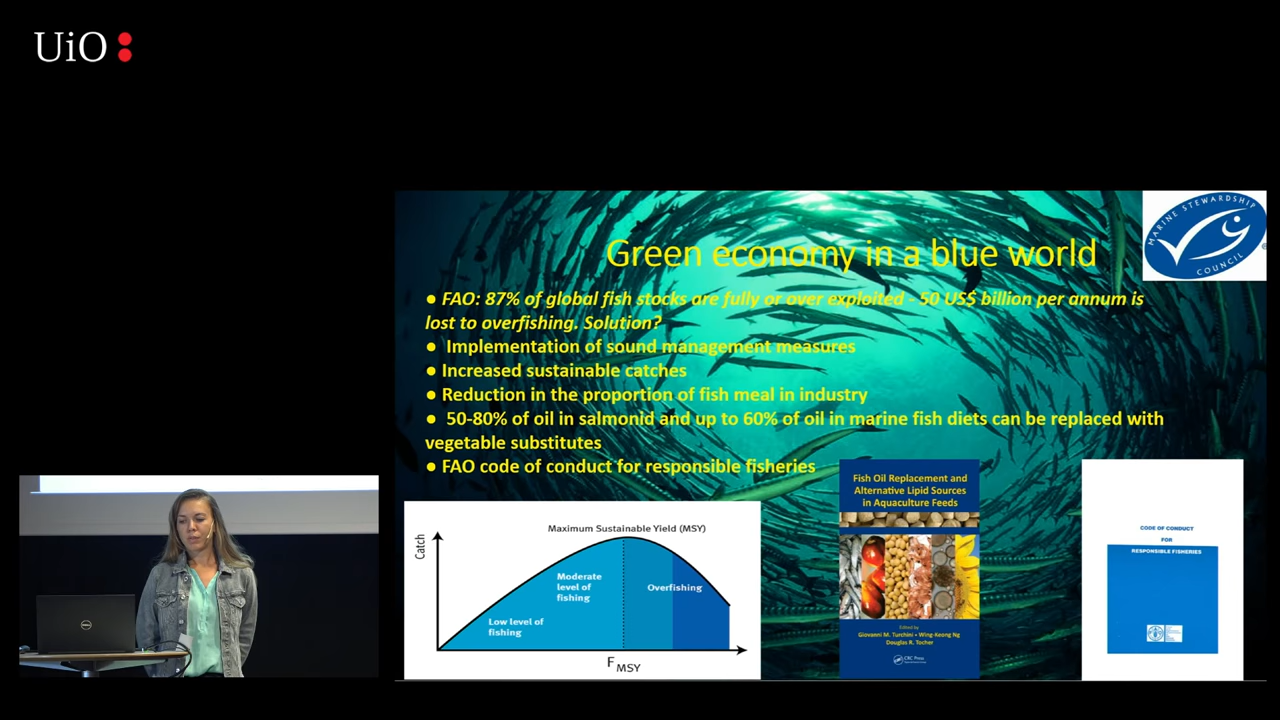 UiO
MARINE STEWARDSHIP
COUNCIL
Green economy in a blue world
● FAO: 87% of global fish stocks are fully or over exploited - 50 US$ billion per annum is
lost to overfishing. Solution?
● Implementation of sound management measures
● Increased sustainable catches
● Reduction in the proportion of fish meal in industry
● 50-80% of oil in salmonid and up to 60% of oil in marine fish diets can be replaced with
vegetable substitutes
● FAO code of conduct for responsible fisheries
Maximum Sustainable Yield (MSY)
Catch
Moderate
level of
fishing
Overfishing
Low level of
fishing
F MSY
Fish Oil Replacement and
Alternative Lipid Sources
in Aquaculture Feeds
Edited by
Giovanni M. Turchini • Wing-Keong Ng
Douglas R. Tocher
CRC Press
CODE OF CONDUCT
FOR
RESPONSIBLE FISHERIES
DELL